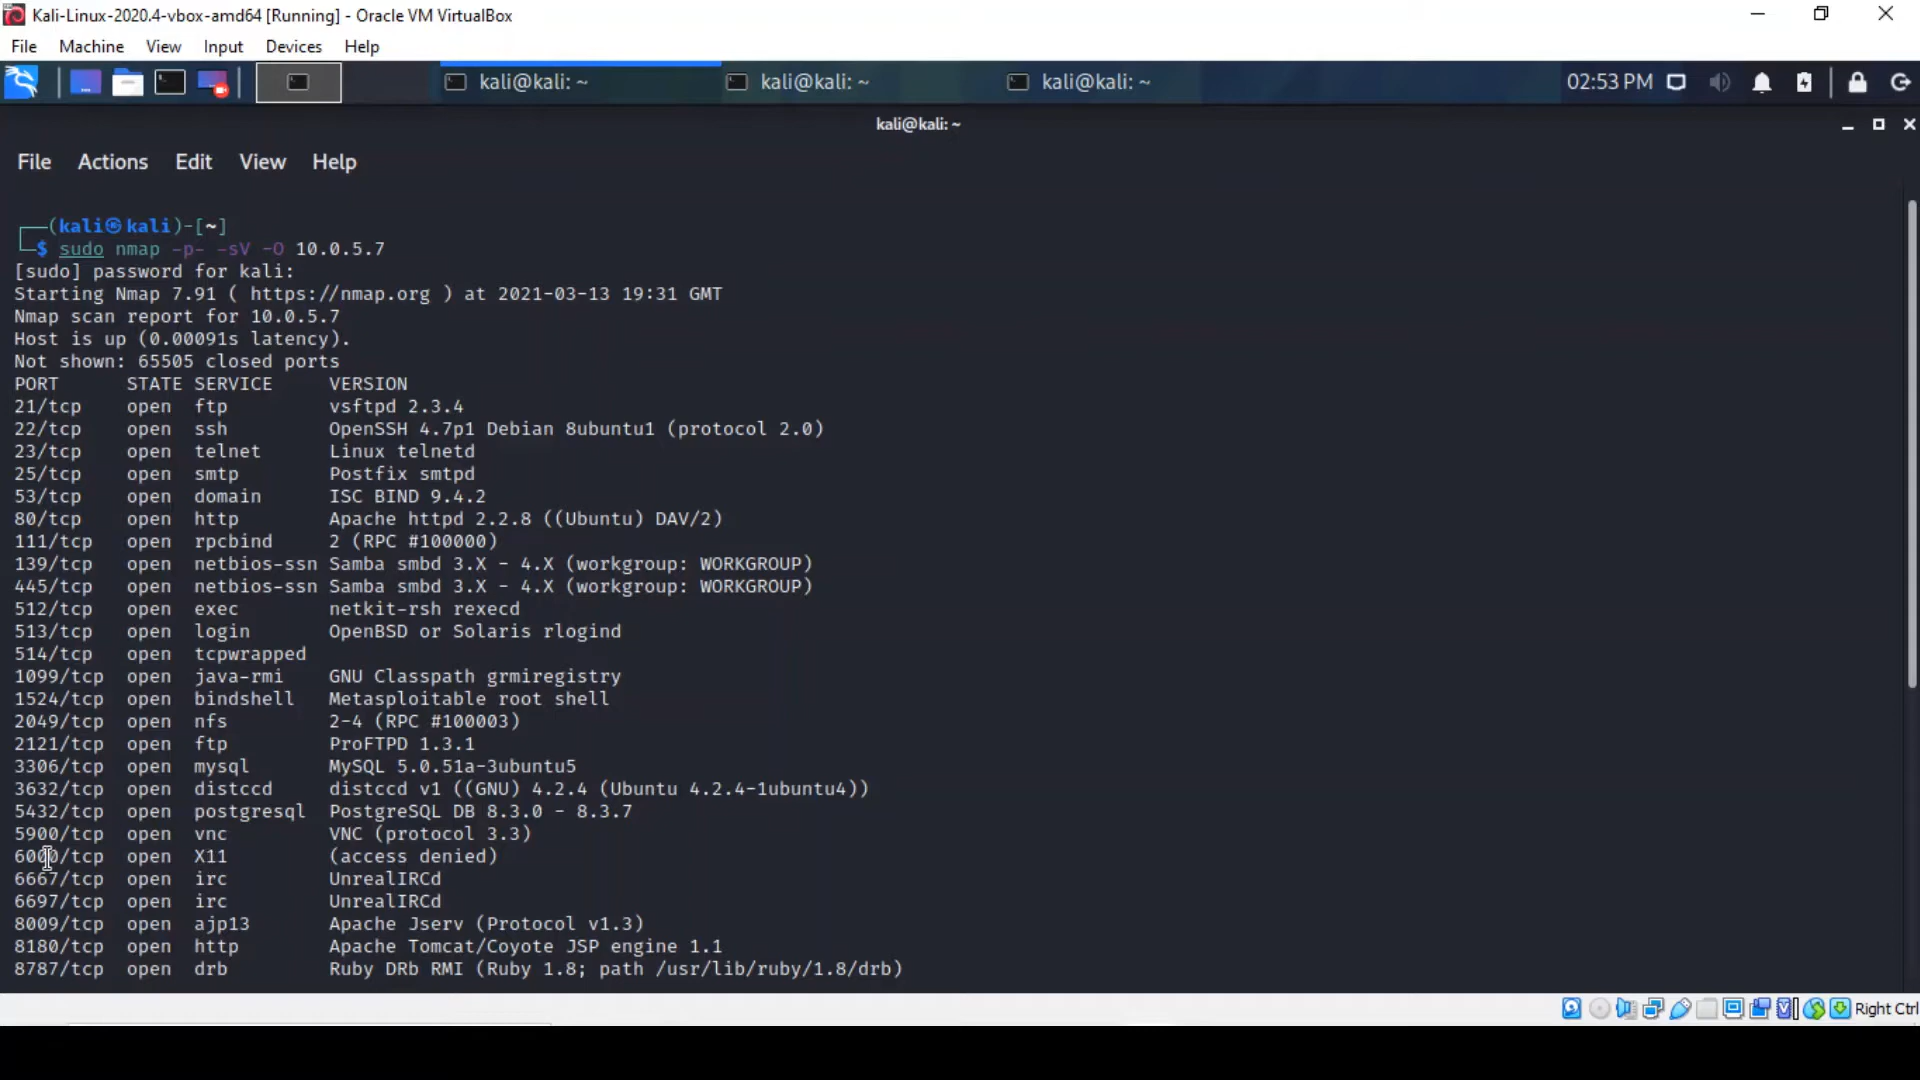 Kali-Linux-2020.4-vbox-amd64 [Running] - Oracle VM VirtualBox
File Machine View Input Devices Help
kali@kali: ~ kali@kali: ~ kali@kali: ~ 02:53 PM
kali@kali: ~
File Actions Edit View Help
┌──(kali㉿kali)-[~]
└─$ sudo nmap -p- -sV -O 10.0.5.7
[sudo] password for kali:
Starting Nmap 7.91 ( https://nmap.org ) at 2021-03-13 19:31 GMT
Nmap scan report for 10.0.5.7
Host is up (0.00091s latency).
Not shown: 65505 closed ports
PORT STATE SERVICE VERSION
21/tcp open ftp vsftpd 2.3.4
22/tcp open ssh OpenSSH 4.7p1 Debian 8ubuntu1 (protocol 2.0)
23/tcp open telnet Linux telnetd
25/tcp open smtp Postfix smtpd
53/tcp open domain ISC BIND 9.4.2
80/tcp open http Apache httpd 2.2.8 ((Ubuntu) DAV/2)
111/tcp open rpcbind 2 (RPC #100000)
139/tcp open netbios-ssn Samba smbd 3.X - 4.X (workgroup: WORKGROUP)
445/tcp open netbios-ssn Samba smbd 3.X - 4.X (workgroup: WORKGROUP)
512/tcp open exec netkit-rsh rexecd
513/tcp open login OpenBSD or Solaris rlogind
514/tcp open tcpwrapped
1099/tcp open java-rmi GNU Classpath grmiregistry
1524/tcp open bindshell Metasploitable root shell
2049/tcp open nfs 2-4 (RPC #100003)
2121/tcp open ftp ProFTPD 1.3.1
3306/tcp open mysql MySQL 5.0.51a-3ubuntu5
3632/tcp open distccd distccd v1 ((GNU) 4.2.4 (Ubuntu 4.2.4-1ubuntu4))
5432/tcp open postgresql PostgreSQL DB 8.3.0 - 8.3.7
5900/tcp open vnc VNC (protocol 3.3)
6000/tcp open X11 (access denied)
6667/tcp open irc UnrealIRCd
6697/tcp open irc UnrealIRCd
8009/tcp open ajp13 Apache Jserv (Protocol v1.3)
8180/tcp open http Apache Tomcat/Coyote JSP engine 1.1
8787/tcp open drb Ruby DRb RMI (Ruby 1.8; path /usr/lib/ruby/1.8/drb)
Right Ctrl